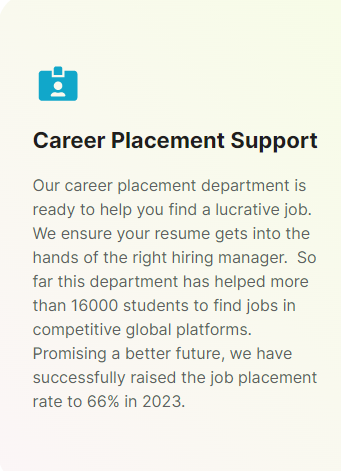 Career Placement Support
Our career placement department is
ready to help you find a lucrative job.
We ensure your resume gets into the
hands of the right hiring manager.  So
far this department has helped more
than 16000 students to find jobs in
competitive global platforms.
Promising a better future, we have
successfully raised the job placement
rate to 66% in 2023.